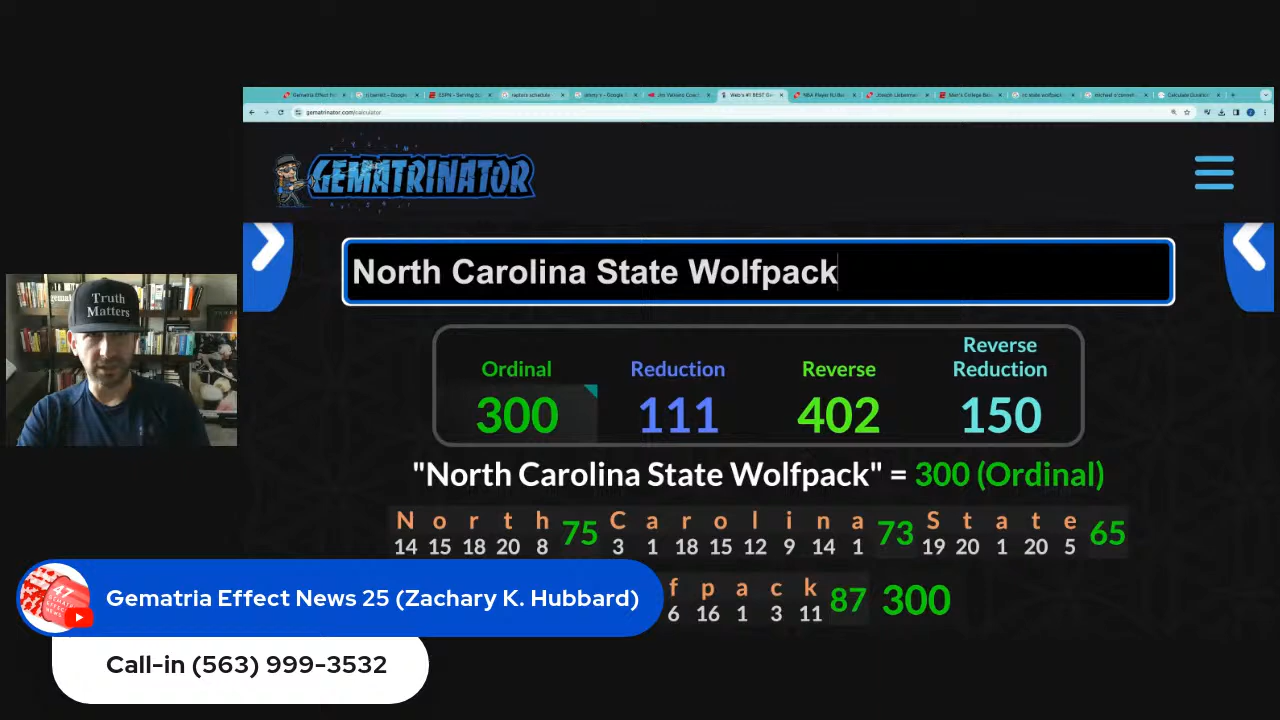 gematrinator.com/calculator
GEMATRINATOR
North Carolina State Wolfpack
Ordinal
300
Reduction
111
Reverse
402
Reverse
Reduction
150
"North Carolina State Wolfpack" = 300 (Ordinal)
N o r t h 75 C a r o l i n a 73 S t a t e 65
14 15 18 20 8 3 1 18 15 12 9 14 1 19 20 1 20 5
f p a c k 87 300
6 16 1 3 11
Truth
Matters
47
Gematria Effect News 25 (Zachary K. Hubbard)
Call-in (563) 999-3532